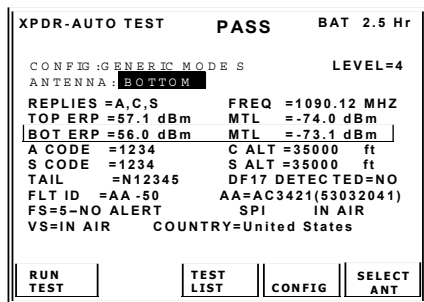 XPDR-AUTO TEST PASS BAT 2.5 Hr
CONFIG :GENERIC MODE S LEVEL=4
ANTENNA: BOTTOM
REPLIES =A,C,S FREQ =1090.12 MHZ
TOP ERP =57.1 dBm MTL =-74.0 dBm
BOT ERP =56.0 dBm MTL =-73.1 dBm
A CODE =1234 C ALT =35000 ft
S CODE =1234 S ALT =35000 ft
TAIL =N12345 DF17 DETECTED=NO
FLT ID =AA-50 AA=AC3421(53032041)
FS=5-NO ALERT SPI IN AIR
VS=IN AIR COUNTRY=United States
RUN TEST
TEST LIST
CONFIG
SELECT ANT